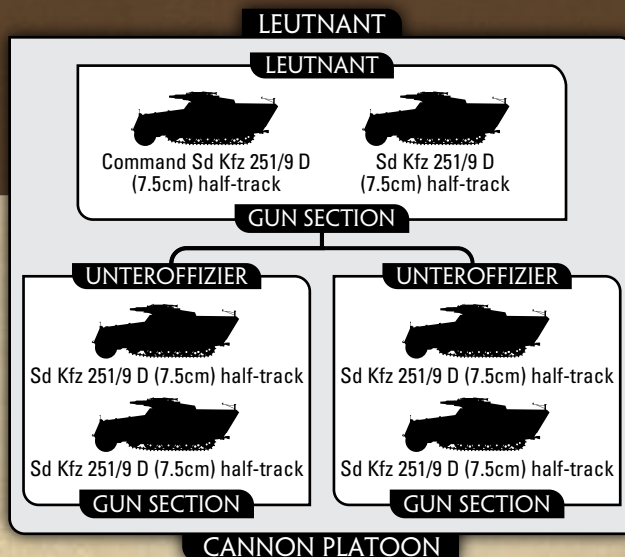 LEUTNANT
LEUTNANT
Command Sd Kfz 251/9 D
(7.5cm) half-track
Sd Kfz 251/9 D
(7.5cm) half-track
GUN SECTION
UNTEROFFIZIER
Sd Kfz 251/9 D (7.5cm) half-track
Sd Kfz 251/9 D (7.5cm) half-track
GUN SECTION
UNTEROFFIZIER
Sd Kfz 251/9 D (7.5cm) half-track
Sd Kfz 251/9 D (7.5cm) half-track
GUN SECTION
CANNON PLATOON